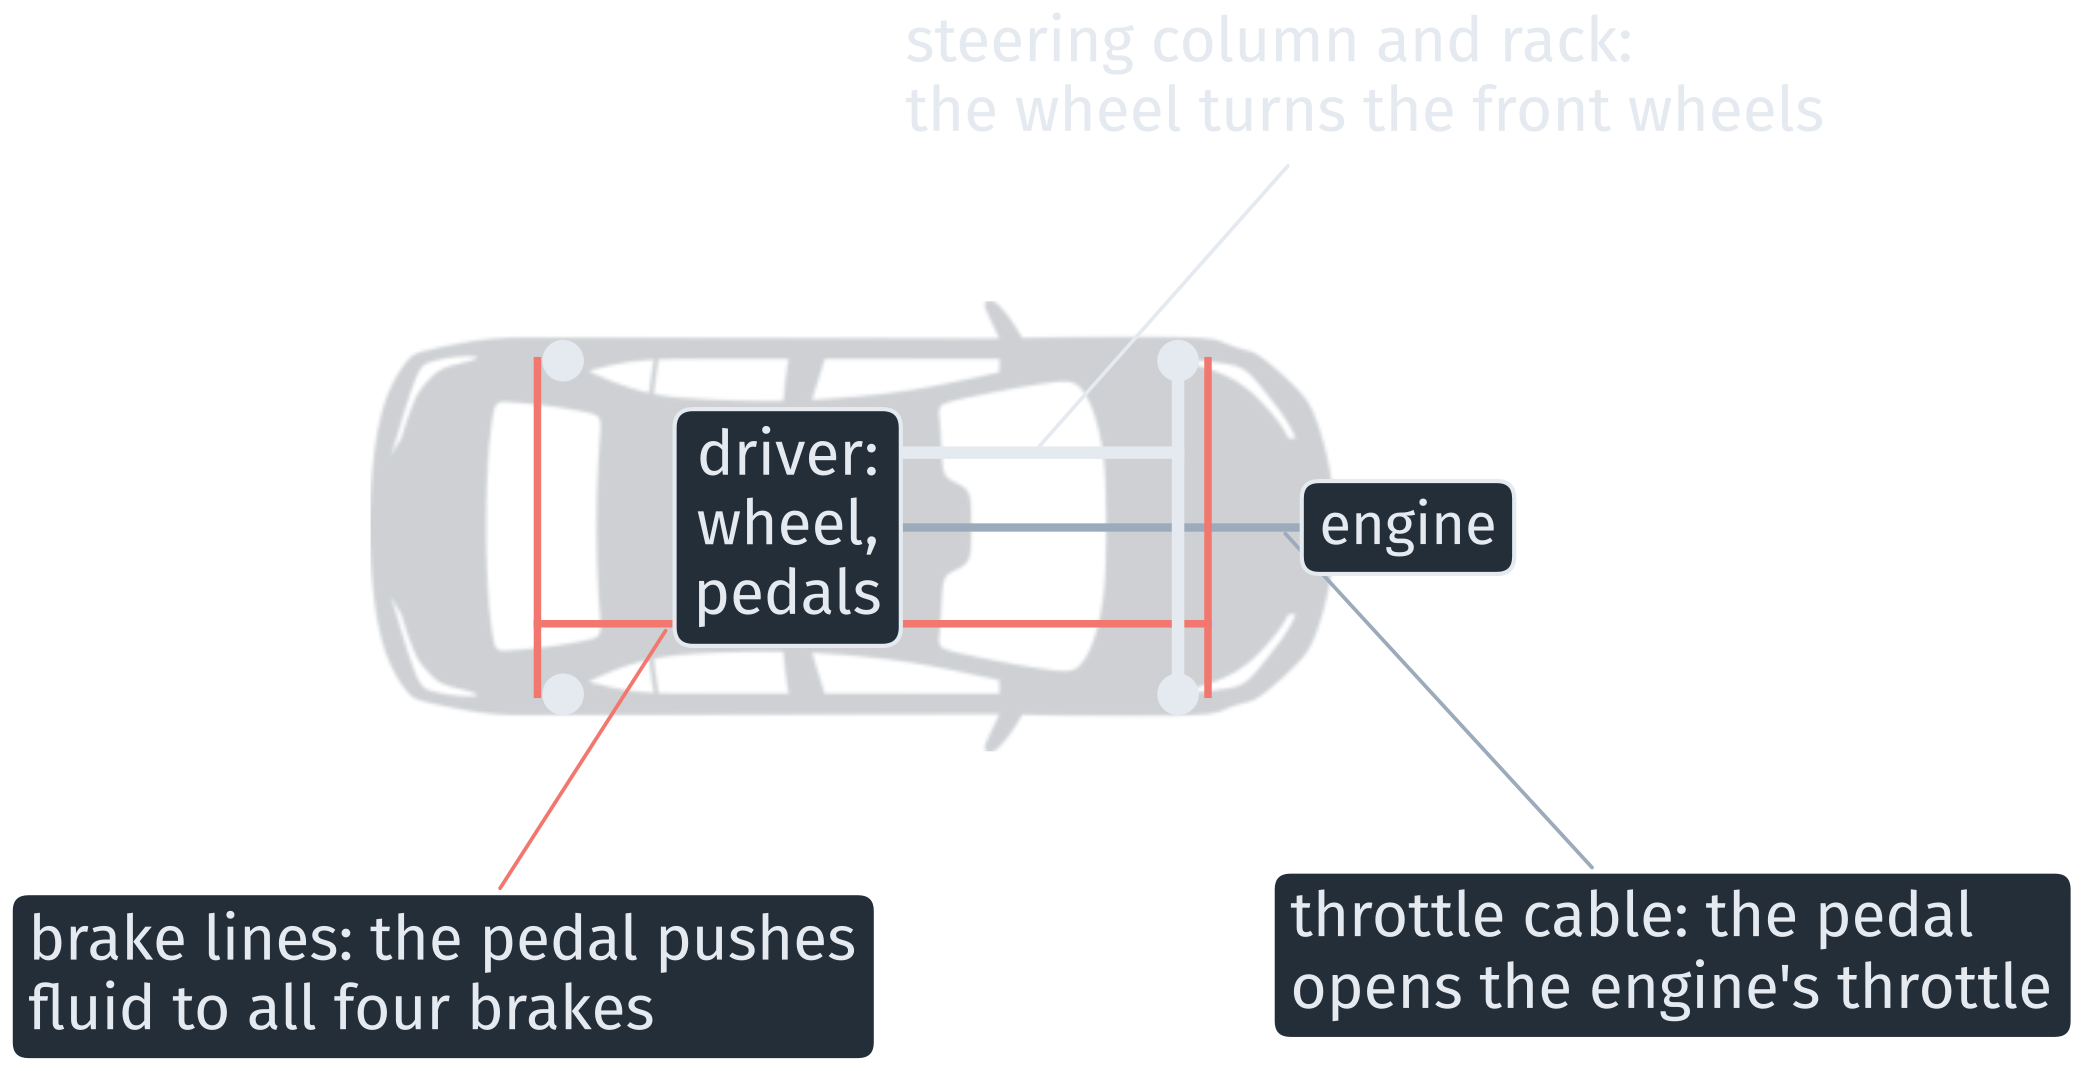 steering column and rack:
the wheel turns the front wheels
driver:
wheel,
pedals
engine
brake lines: the pedal pushes
fluid to all four brakes
throttle cable: the pedal
opens the engine's throttle